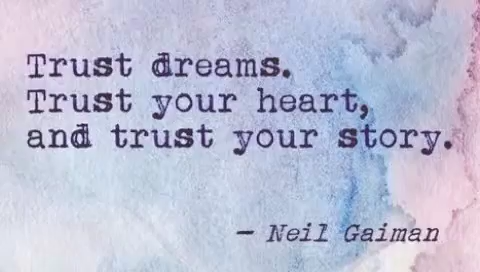 Trust dreams.
Trust your heart,
and trust your story.
– Neil Gaiman